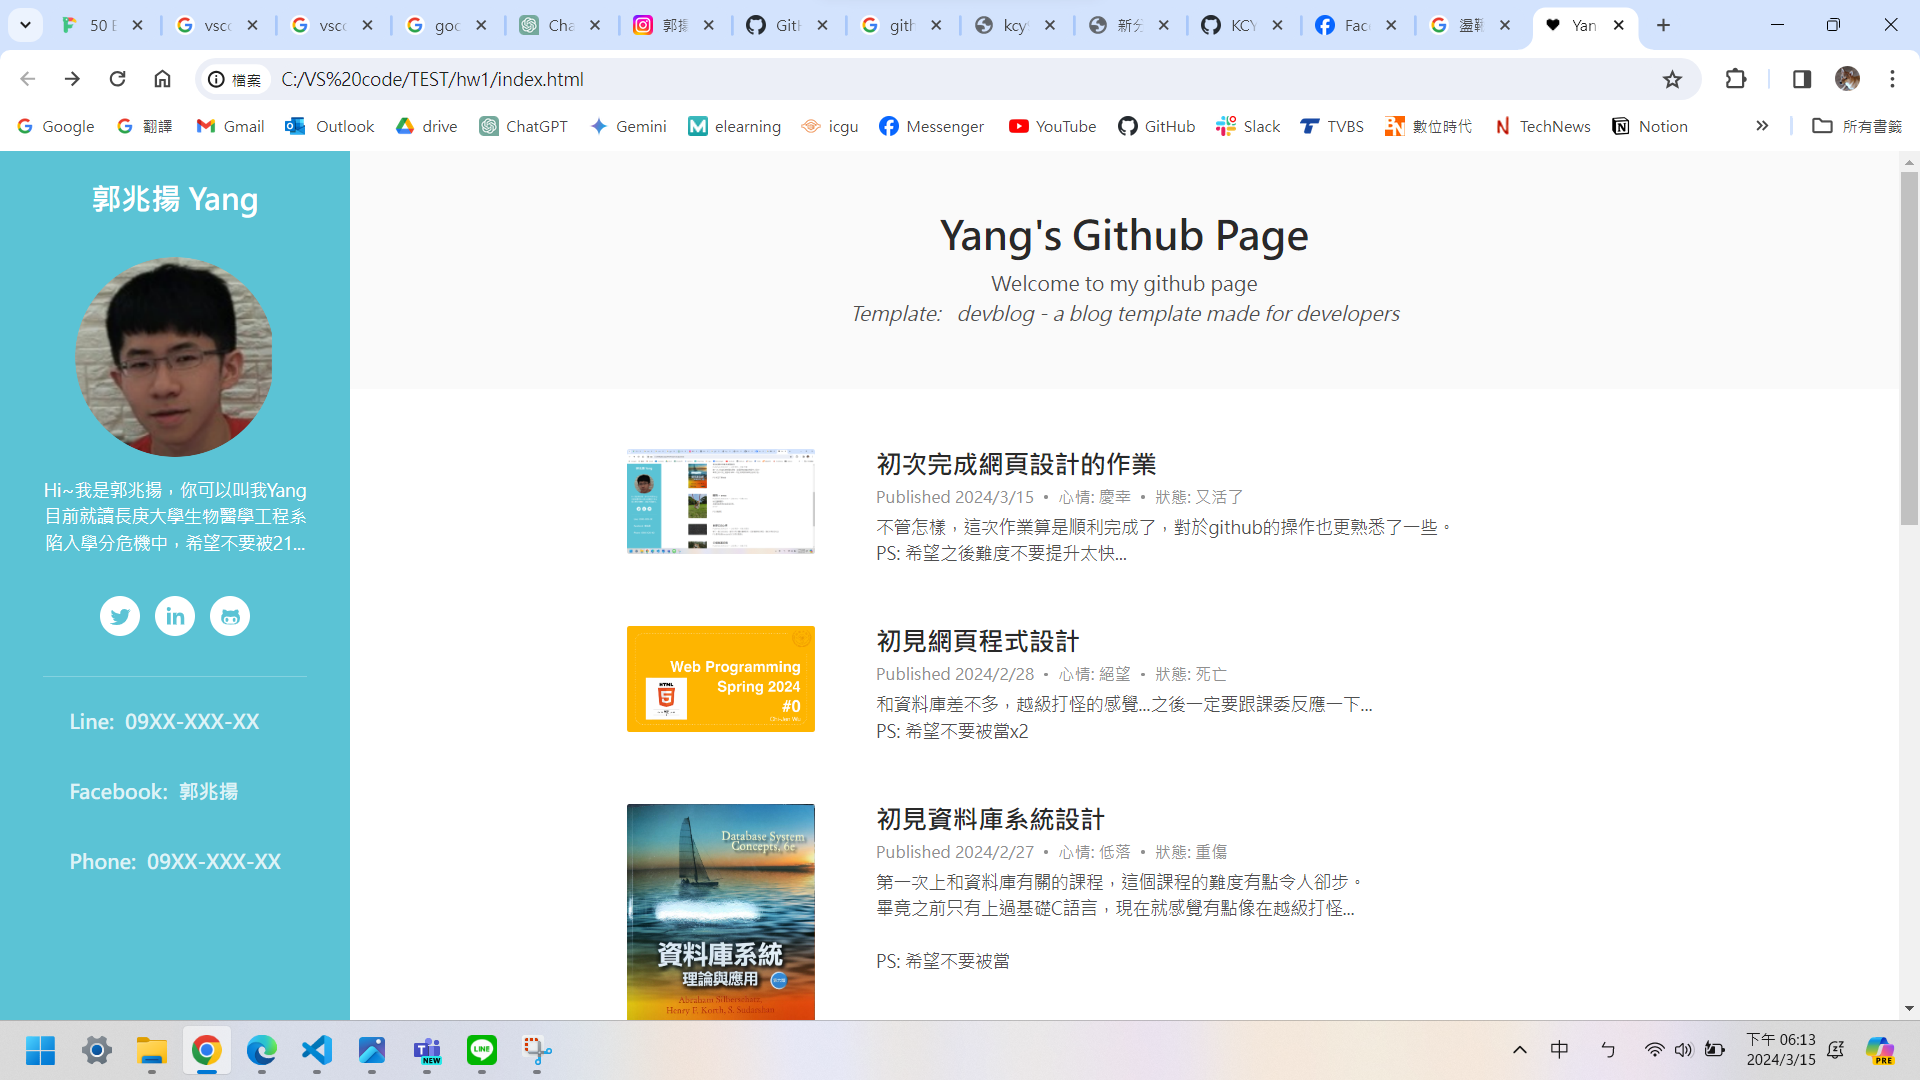 50 E
vsc
vsc
goo
Cha
郭揚
GitH
gith
kcy
新分
KCY
Face
盪鞦
Yan
檔案
C:/VS%20code/TEST/hw1/index.html
Google
翻譯
Gmail
Outlook
drive
ChatGPT
Gemini
elearning
icgu
Messenger
YouTube
GitHub
Slack
TVBS
數位時代
TechNews
Notion
所有書籤
郭兆揚 Yang
Hi~我是郭兆揚，你可以叫我Yang
目前就讀長庚大學生物醫學工程系
陷入學分危機中，希望不要被21...
Line: 09XX-XXX-XX
Facebook: 郭兆揚
Phone: 09XX-XXX-XX
Yang's Github Page
Welcome to my github page
Template: devblog - a blog template made for developers
初次完成網頁設計的作業
Published 2024/3/15 • 心情: 慶幸 • 狀態: 又活了
不管怎樣，這次作業算是順利完成了，對於github的操作也更熟悉了一些。
PS: 希望之後難度不要提升太快...
Web Programming
Spring 2024
#0
Chi-Jen Wu
HTML
5
初見網頁程式設計
Published 2024/2/28 • 心情: 絕望 • 狀態: 死亡
和資料庫差不多，越級打怪的感覺...之後一定要跟課委反應一下...
PS: 希望不要被當x2
Database System
Concepts, 6e
資料庫系統
理論與應用
Abraham Silberschatz,
Henry F. Korth, S. Sudarshan
初見資料庫系統設計
Published 2024/2/27 • 心情: 低落 • 狀態: 重傷
第一次上和資料庫有關的課程，這個課程的難度有點令人卻步。
畢竟之前只有上過基礎C語言，現在就感覺有點像在越級打怪...
PS: 希望不要被當
NEW
LINE
中
ㄣ
下午 06:13
2024/3/15
PRE